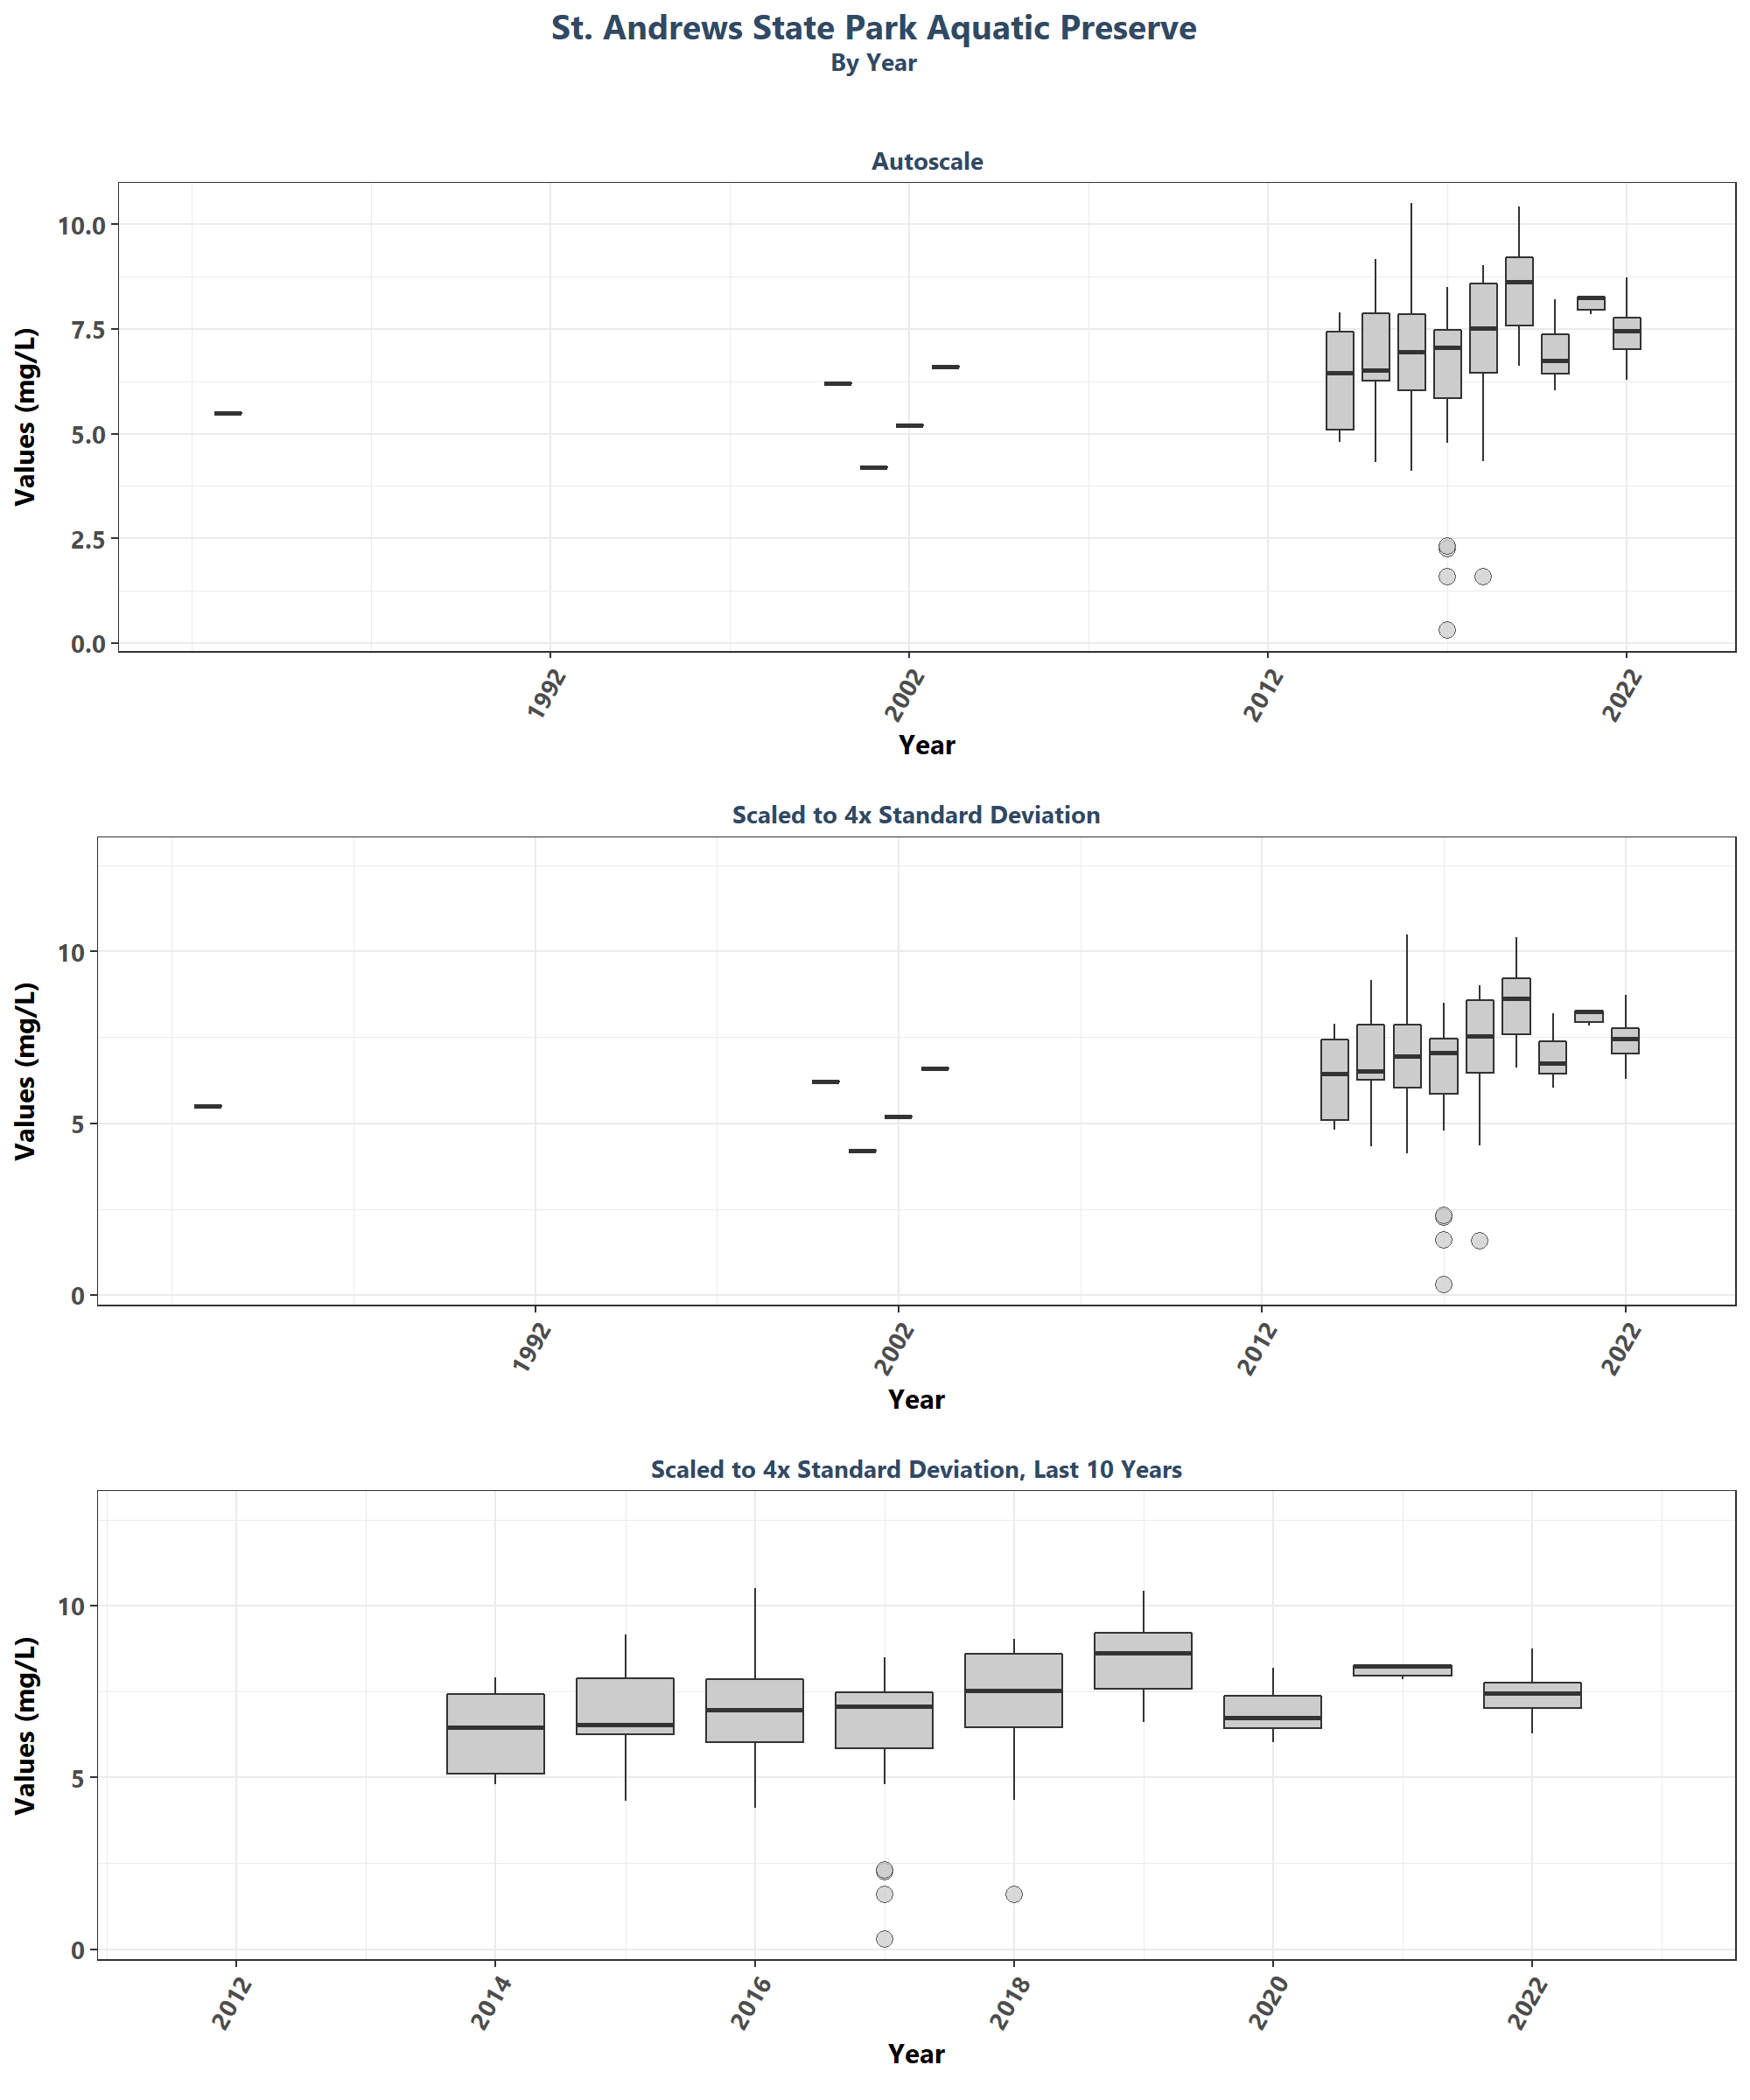 St. Andrews State Park Aquatic Preserve
By Year
Autoscale
Values (mg/L)
10.0
7.5
5.0
2.5
0.0
1992
2002
2012
2022
Year
Scaled to 4x Standard Deviation
Values (mg/L)
10
5
0
1992
2002
2012
2022
Year
Scaled to 4x Standard Deviation, Last 10 Years
Values (mg/L)
10
5
0
2012
2014
2016
2018
2020
2022
Year